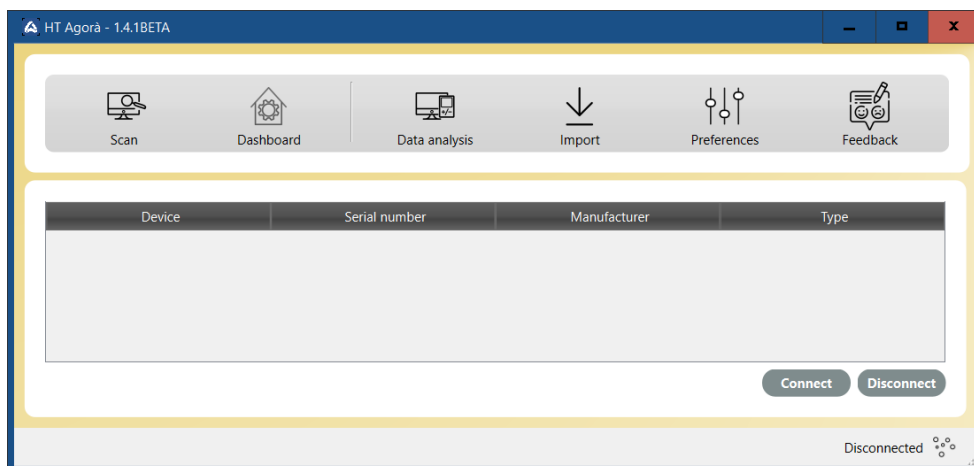 HT Agorà - 1.4.1BETA
Scan Dashboard Data analysis Import Preferences Feedback
Device Serial number Manufacturer Type
Connect Disconnect
Disconnected